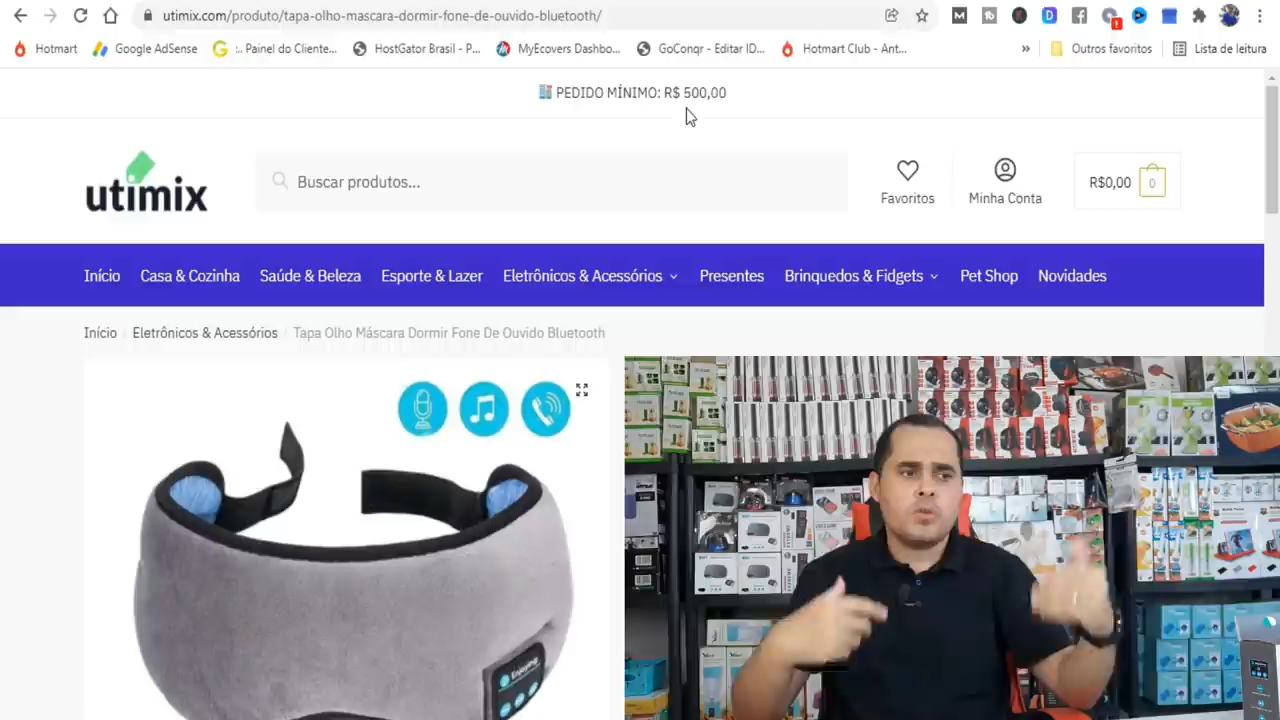 utimix.com/produto/tapa-olho-mascara-dormir-fone-de-ouvido-bluetooth/
Hotmart
Google AdSense
:. Painel do Cliente...
HostGator Brasil - P...
MyEcovers Dashbo...
GoConqr - Editar ID...
Hotmart Club - Ant...
»
Outros favoritos
Lista de leitura
PEDIDO MÍNIMO: R$ 500,00
utimix
Buscar produtos...
Favoritos
Minha Conta
R$0,00
0
Início
Casa & Cozinha
Saúde & Beleza
Esporte & Lazer
Eletrônicos & Acessórios
Presentes
Brinquedos & Fidgets
Pet Shop
Novidades
Início / Eletrônicos & Acessórios / Tapa Olho Máscara Dormir Fone De Ouvido Bluetooth
Enjoying